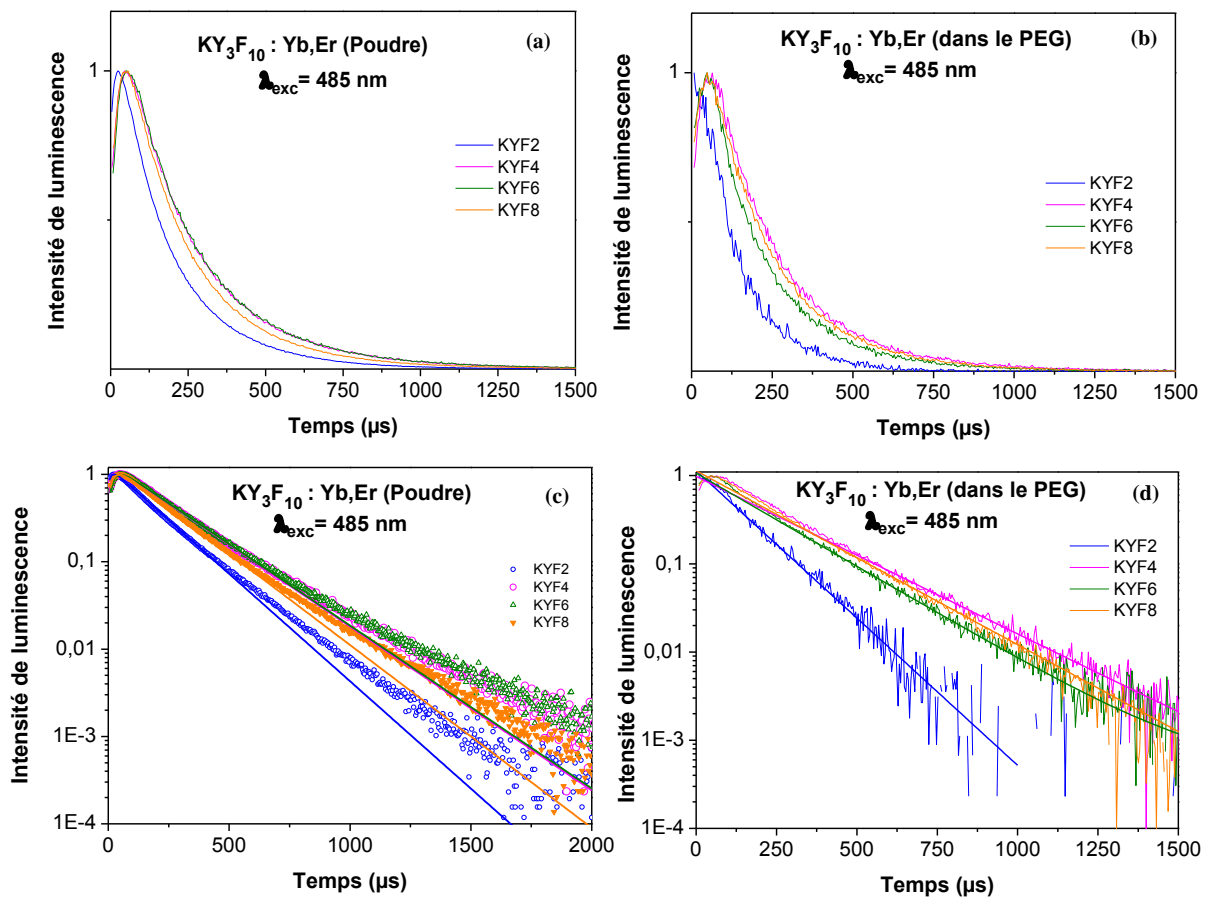 KY3F10 : Yb,Er (Poudre)
(a)
λexc= 485 nm
1
Intensité de luminescence
KYF2
KYF4
KYF6
KYF8
0 250 500 750 1000 1250 1500
Temps (µs)
KY3F10 : Yb,Er (dans le PEG)
(b)
λexc= 485 nm
1
Intensité de luminescence
KYF2
KYF4
KYF6
KYF8
0 250 500 750 1000 1250 1500
Temps (µs)
KY3F10 : Yb,Er (Poudre)
(c)
λexc= 485 nm
1
0,1
0,01
1E-3
1E-4
Intensité de luminescence
KYF2
KYF4
KYF6
KYF8
0 500 1000 1500 2000
Temps (µs)
KY3F10 : Yb,Er (dans le PEG)
(d)
λexc= 485 nm
1
0,1
0,01
1E-3
1E-4
Intensité de luminescence
KYF2
KYF4
KYF6
KYF8
0 250 500 750 1000 1250 1500
Temps (µs)